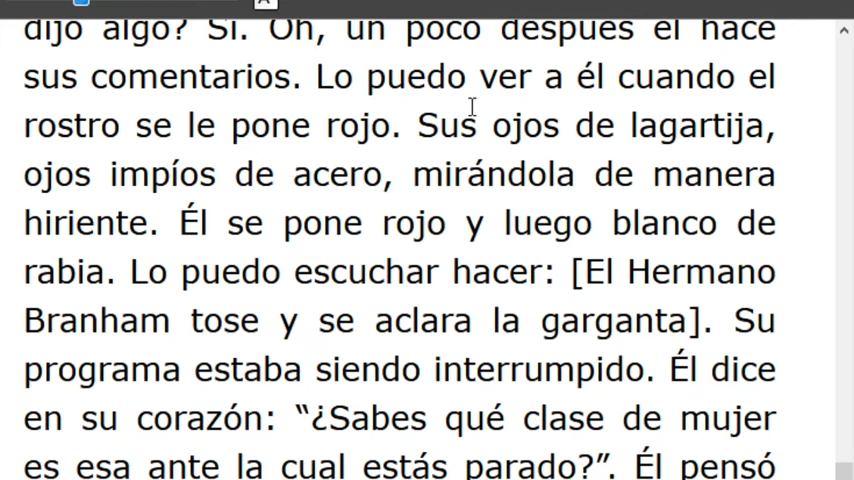 dijo algo? Sí. Oh, un poco después él hace
sus comentarios. Lo puedo ver a él cuando el
rostro se le pone rojo. Sus ojos de lagartija,
ojos impíos de acero, mirándola de manera
hiriente. Él se pone rojo y luego blanco de
rabia. Lo puedo escuchar hacer: [El Hermano
Branham tose y se aclara la garganta]. Su
programa estaba siendo interrumpido. Él dice
en su corazón: “¿Sabes qué clase de mujer
es esa ante la cual estás parado?”. Él pensó